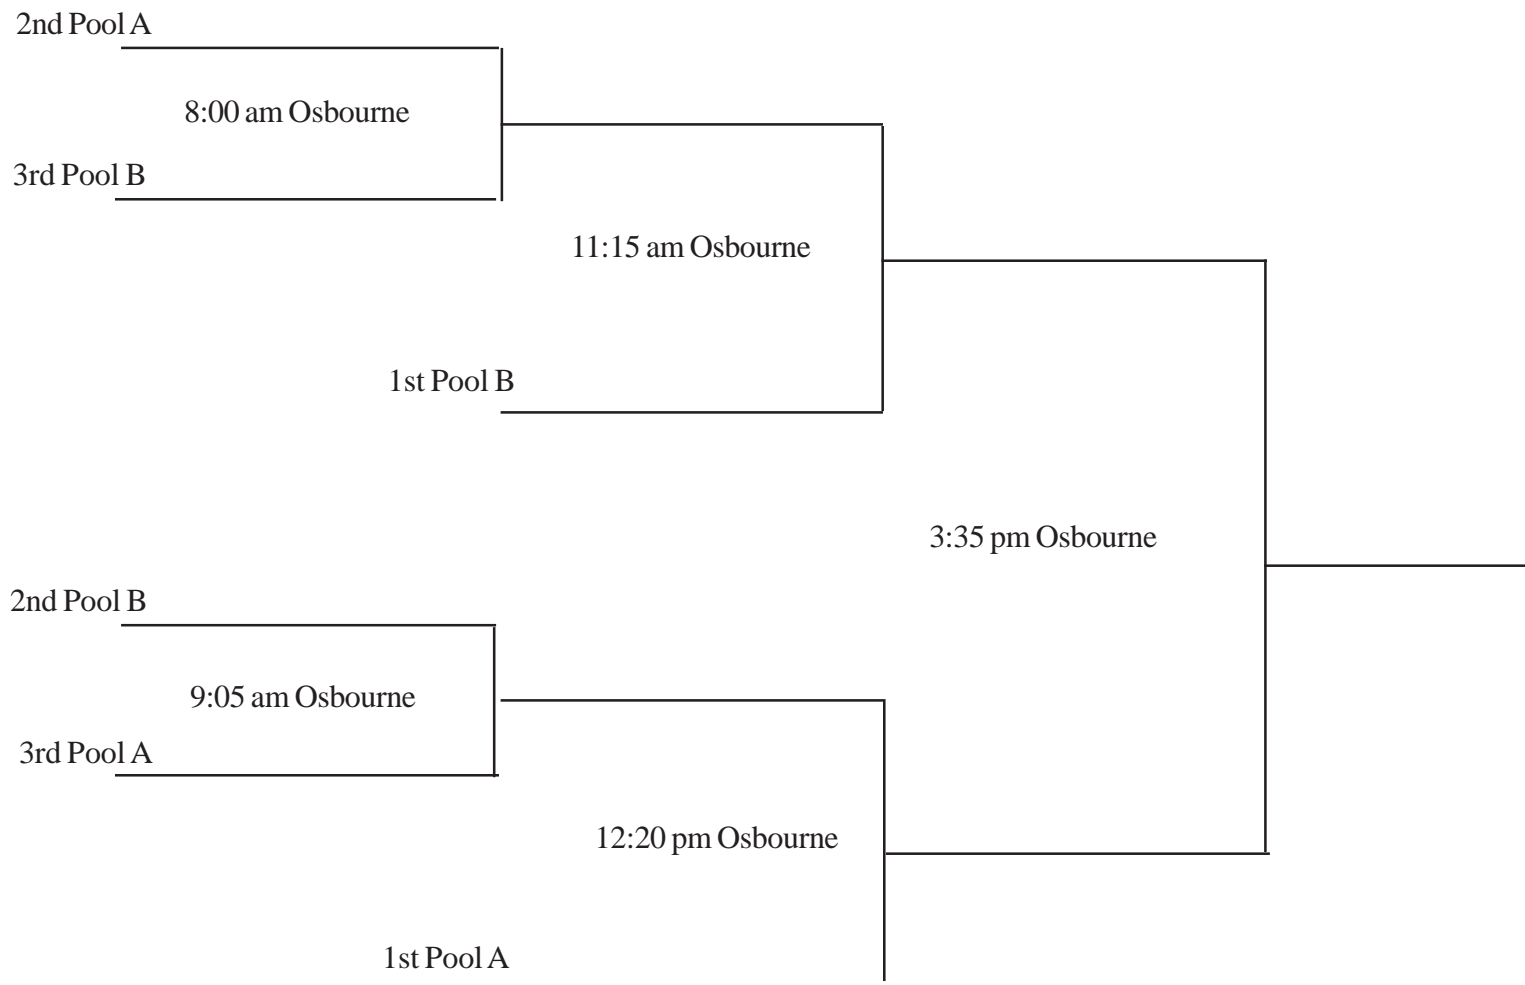 2nd Pool A
8:00 am Osbourne
3rd Pool B
11:15 am Osbourne
1st Pool B
3:35 pm Osbourne
2nd Pool B
9:05 am Osbourne
3rd Pool A
12:20 pm Osbourne
1st Pool A